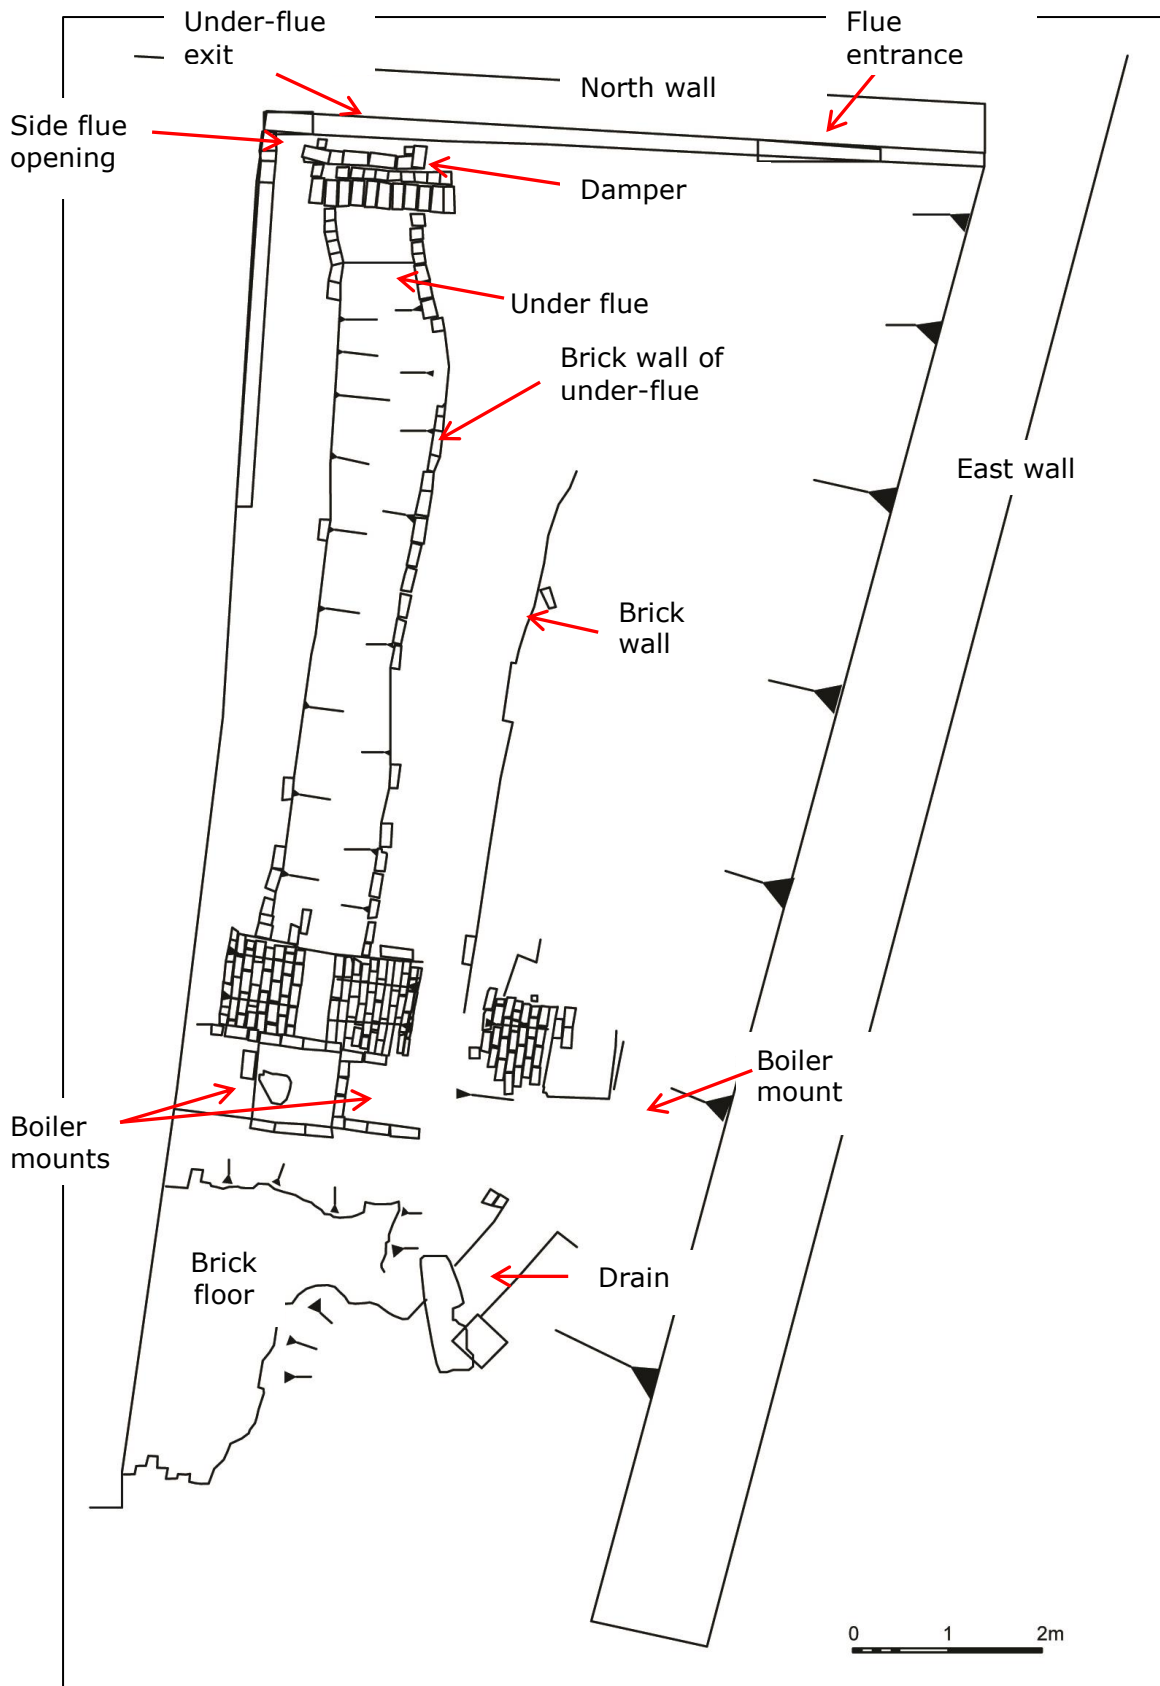 Under-flue
exit
Flue
entrance
North wall
Side flue
opening
Damper
Under flue
Brick wall of
under-flue
East wall
Brick
wall
Boiler
mount
Boiler
mounts
Brick
floor
Drain
0 1 2m